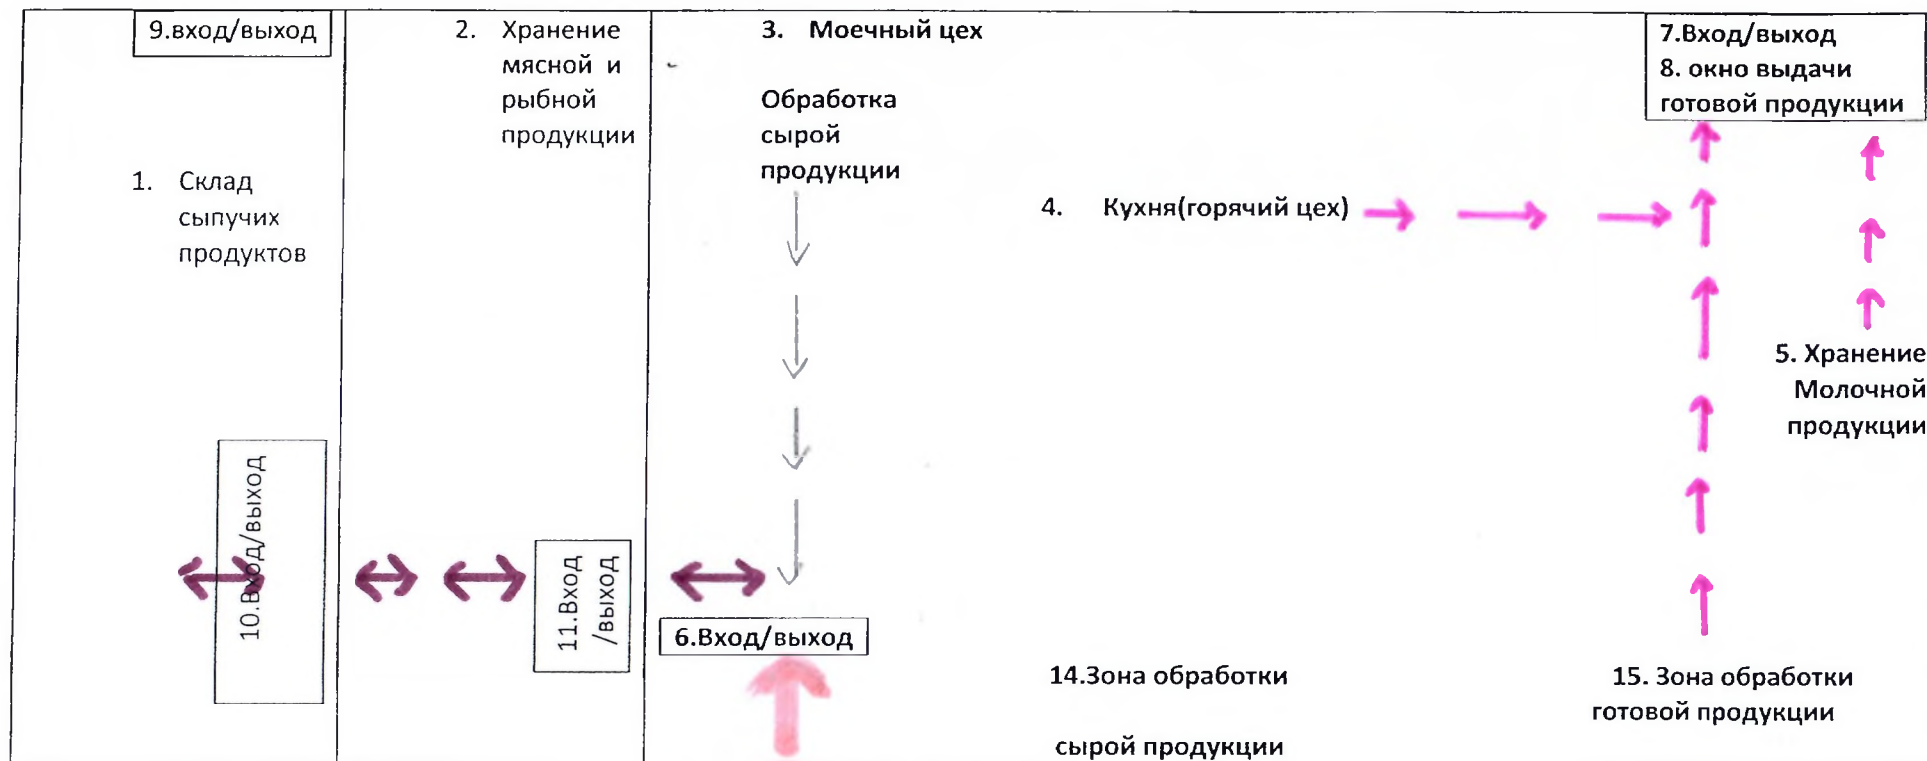 9.вход/выход
1. Склад
сыпучих
продуктов
10.Вход/выход
2. Хранение
мясной и
рыбной
продукции
11.Вход
/выход
3. Моечный цех
Обработка
сырой
продукции
6.Вход/выход
4. Кухня(горячий цех)
14.Зона обработки
сырой продукции
7.Вход/выход
8. окно выдачи
готовой продукции
5. Хранение
Молочной
продукции
15. Зона обработки
готовой продукции